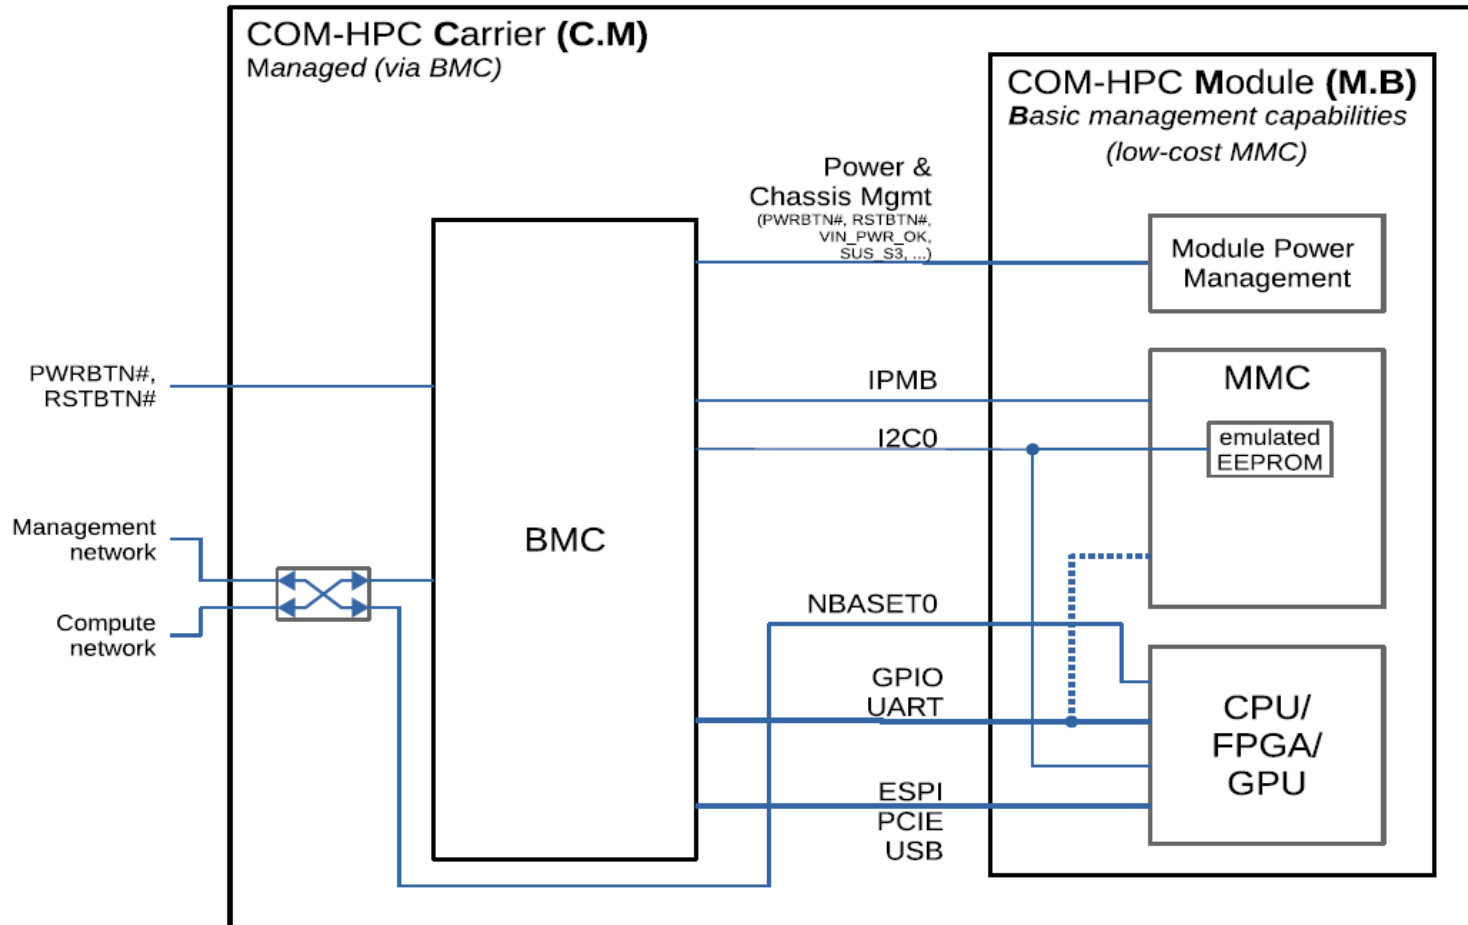 COM-HPC Carrier (C.M)
Managed (via BMC)
COM-HPC Module (M.B)
Basic management capabilities
(low-cost MMC)
Power &
Chassis Mgmt
(PWRBTN#, RSTBTN#,
VIN_PWR_OK,
SUS_S3, ...)
Module Power
Management
PWRBTN#,
RSTBTN#
IPMB
MMC
I2C0
emulated
EEPROM
Management
network
BMC
Compute
network
NBASET0
GPIO
UART
CPU/
FPGA/
GPU
ESPI
PCIE
USB